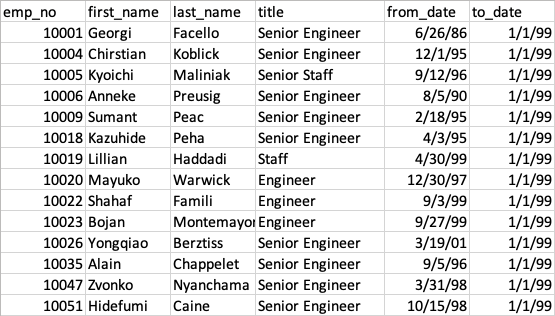 emp_no first_name last_name title from_date to_date
10001 Georgi Facello Senior Engineer 6/26/86 1/1/99
10004 Chirstian Koblick Senior Engineer 12/1/95 1/1/99
10005 Kyoichi Maliniak Senior Staff 9/12/96 1/1/99
10006 Anneke Preusig Senior Engineer 8/5/90 1/1/99
10009 Sumant Peac Senior Engineer 2/18/95 1/1/99
10018 Kazuhide Peha Senior Engineer 4/3/95 1/1/99
10019 Lillian Haddadi Staff 4/30/99 1/1/99
10020 Mayuko Warwick Engineer 12/30/97 1/1/99
10022 Shahaf Famili Engineer 9/3/99 1/1/99
10023 Bojan Montemayor Engineer 9/27/99 1/1/99
10026 Yongqiao Berztiss Senior Engineer 3/19/01 1/1/99
10035 Alain Chappelet Senior Engineer 9/5/96 1/1/99
10047 Zvonko Nyanchama Senior Engineer 3/31/98 1/1/99
10051 Hidefumi Caine Senior Engineer 10/15/98 1/1/99